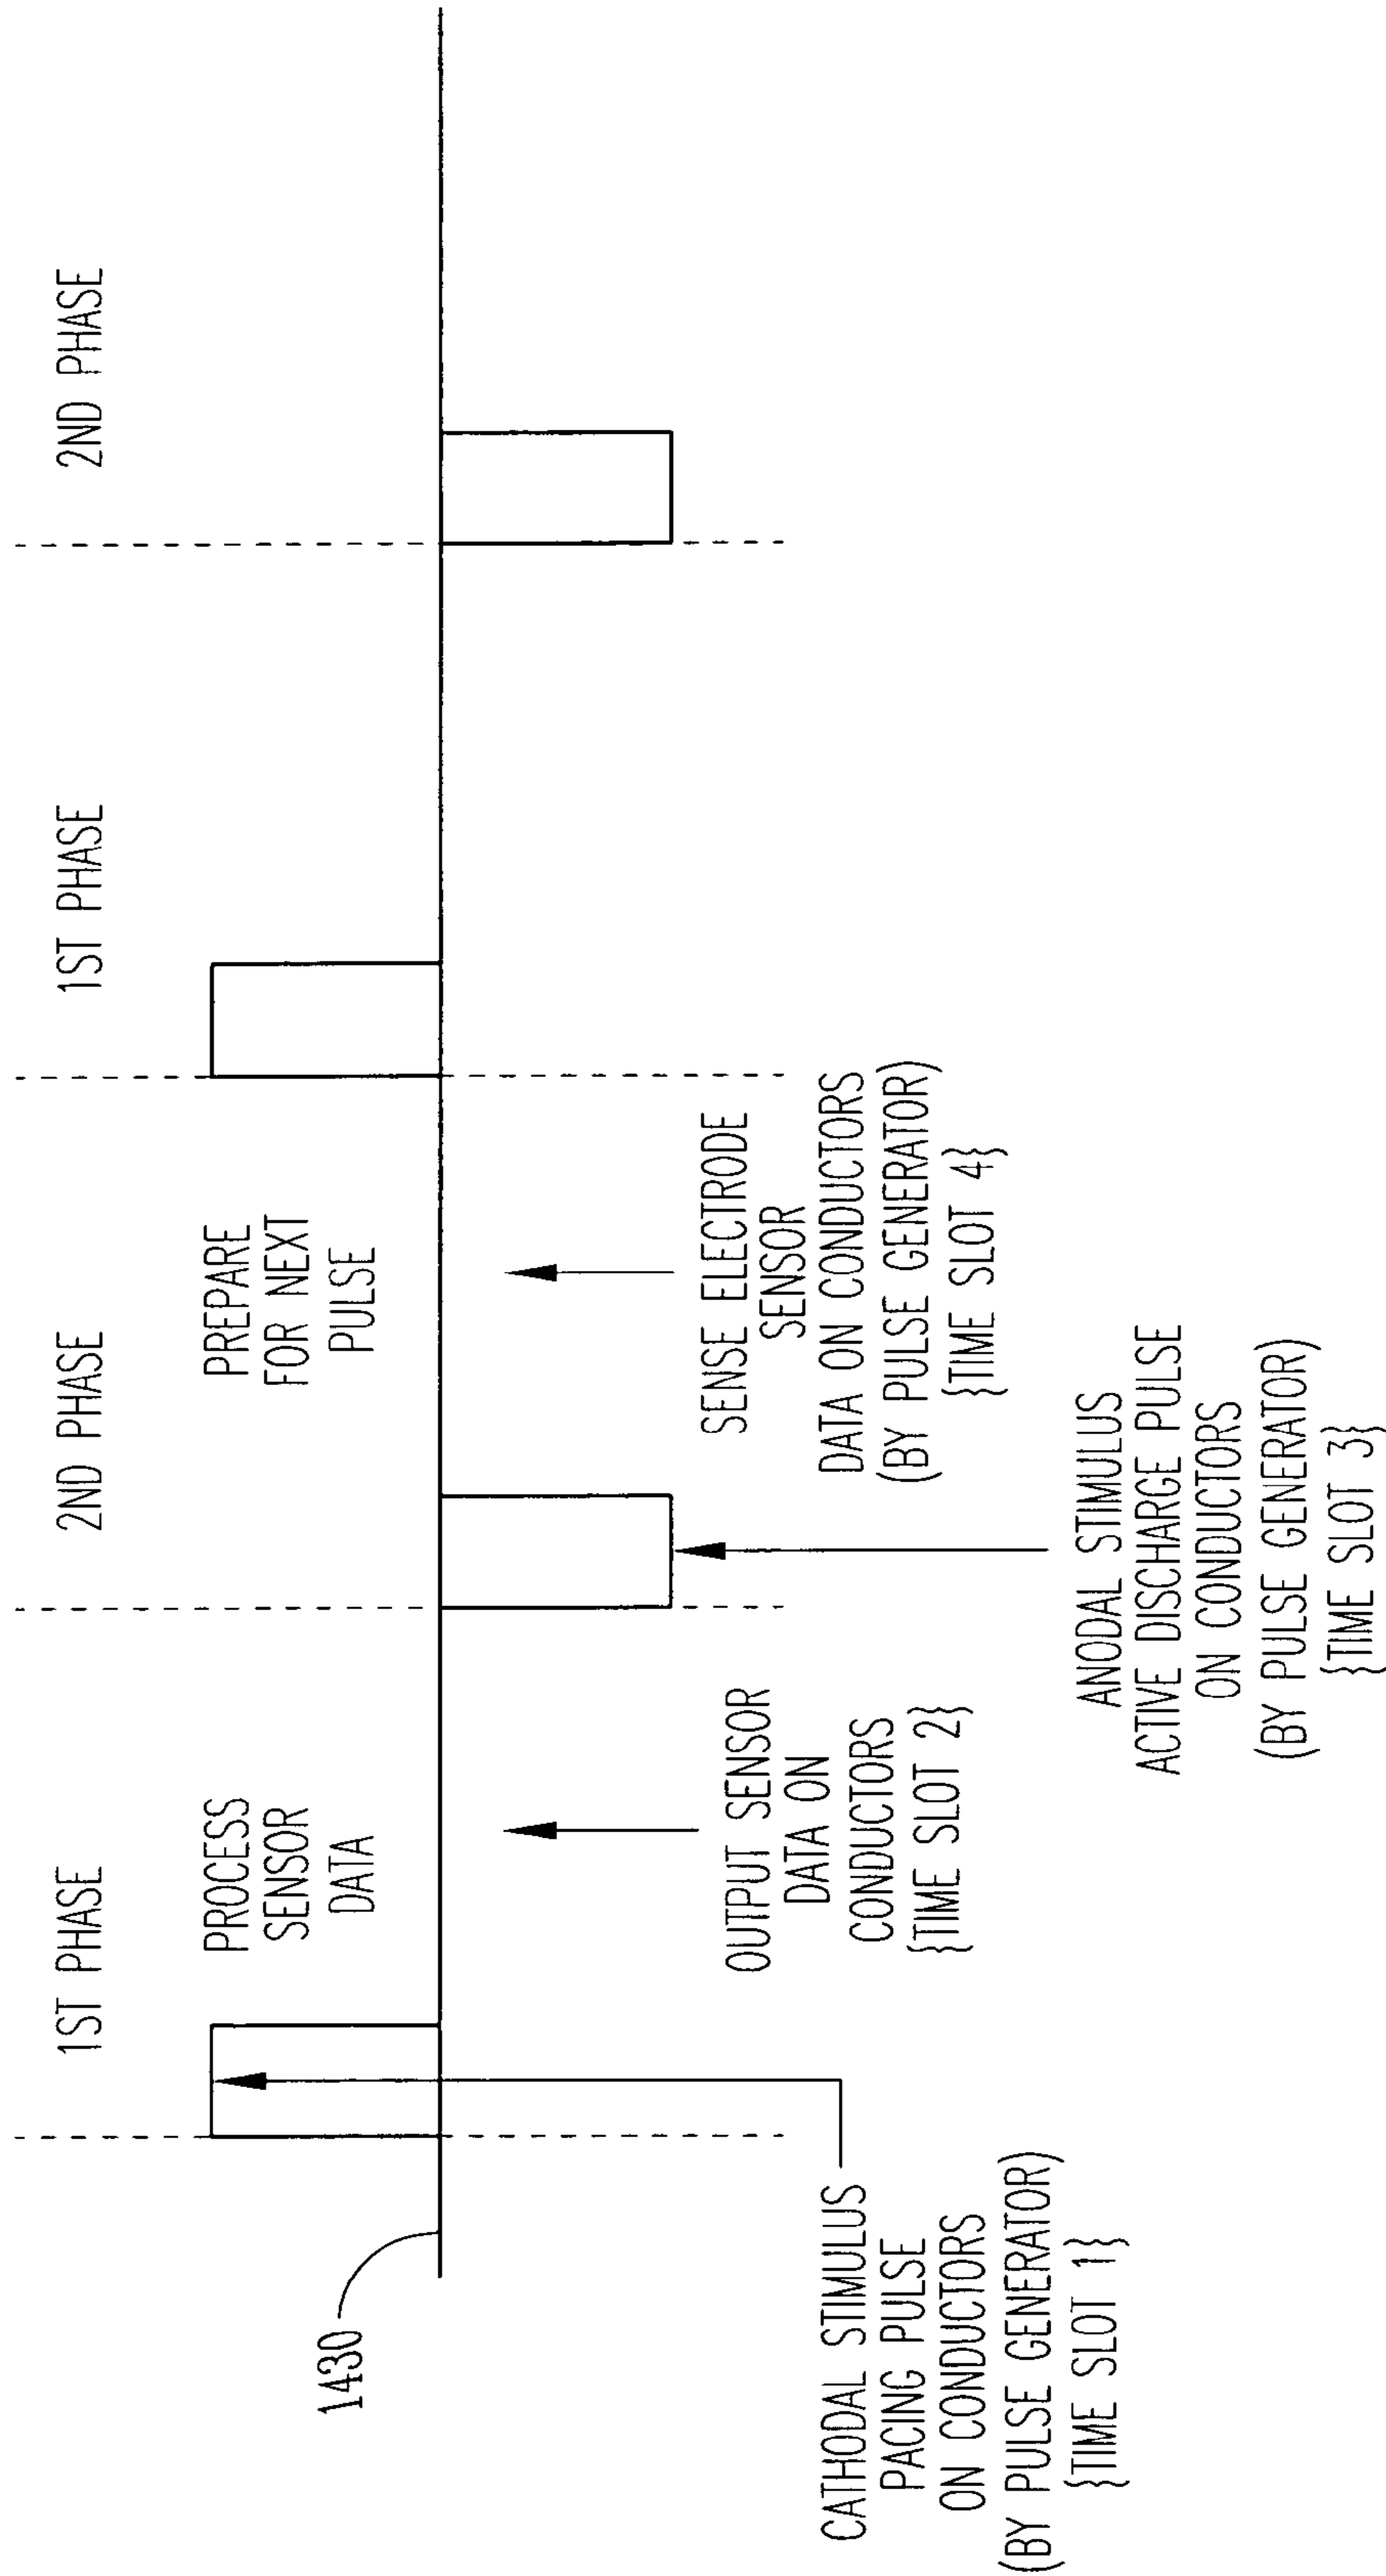 1ST PHASE
2ND PHASE
1ST PHASE
2ND PHASE
PROCESS
SENSOR
DATA
PREPARE
FOR NEXT
PULSE
1430
CATHODAL STIMULUS
PACING PULSE
ON CONDUCTORS
(BY PULSE GENERATOR)
{TIME SLOT 1}
OUTPUT SENSOR
DATA ON
CONDUCTORS
{TIME SLOT 2}
ANODAL STIMULUS
ACTIVE DISCHARGE PULSE
ON CONDUCTORS
(BY PULSE GENERATOR)
{TIME SLOT 3}
SENSE ELECTRODE
SENSOR
DATA ON CONDUCTORS
(BY PULSE GENERATOR)
{TIME SLOT 4}